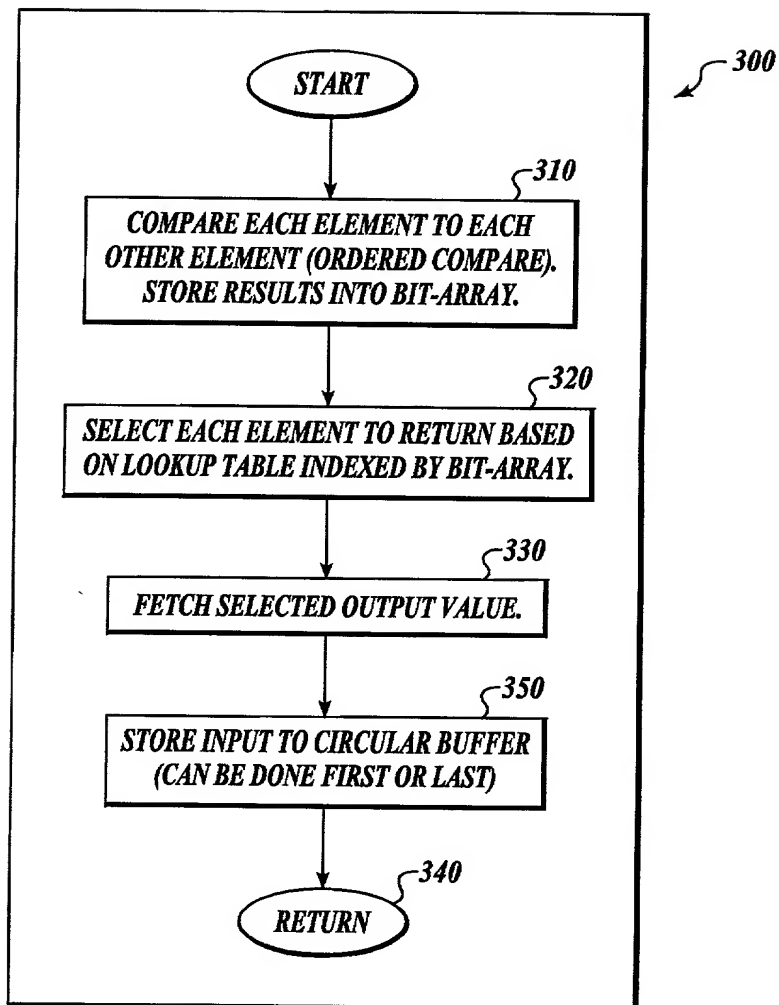 START
300
310
COMPARE EACH ELEMENT TO EACH
OTHER ELEMENT (ORDERED COMPARE).
STORE RESULTS INTO BIT-ARRAY.
320
SELECT EACH ELEMENT TO RETURN BASED
ON LOOKUP TABLE INDEXED BY BIT-ARRAY.
330
FETCH SELECTED OUTPUT VALUE.
350
STORE INPUT TO CIRCULAR BUFFER
(CAN BE DONE FIRST OR LAST)
340
RETURN